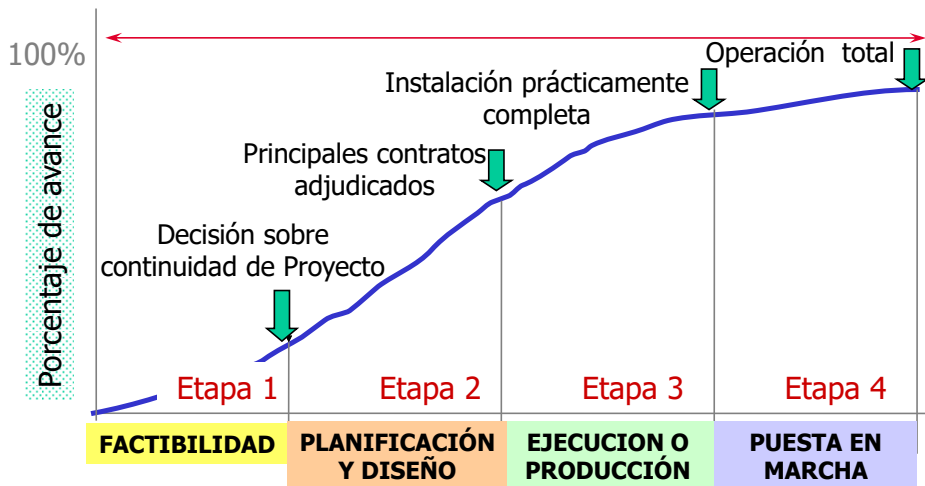 100%
Porcentaje de avance
Operación total
Instalación prácticamente
completa
Principales contratos
adjudicados
Decisión sobre
continuidad de Proyecto
Etapa 1
Etapa 2
Etapa 3
Etapa 4
FACTIBILIDAD
PLANIFICACIÓN
Y DISEÑO
EJECUCION O
PRODUCCIÓN
PUESTA EN
MARCHA